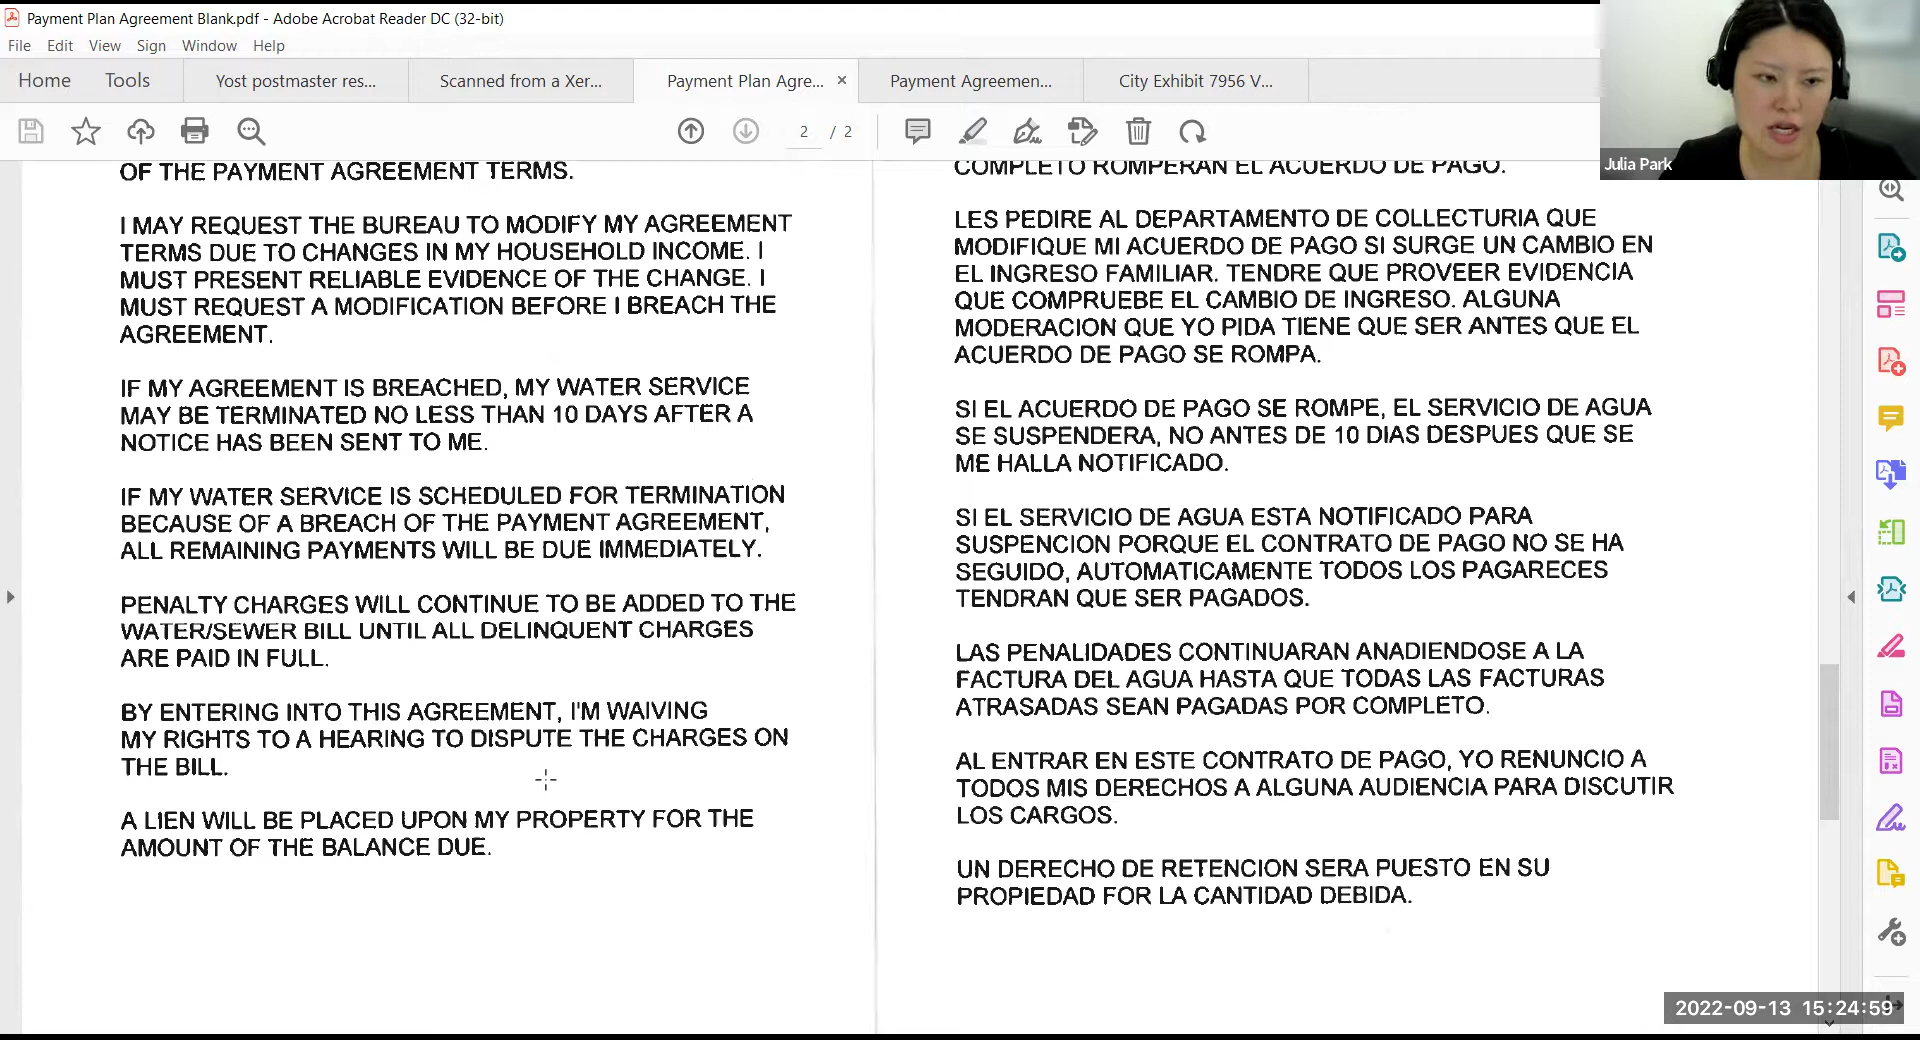 Payment Plan Agreement Blank.pdf - Adobe Acrobat Reader DC (32-bit)
File Edit View Sign Window Help
Home Tools Yost postmaster res... Scanned from a Xer... Payment Plan Agre... × Payment Agreemen... City Exhibit 7956 V...
2 / 2
Julia Park
OF THE PAYMENT AGREEMENT TERMS.
I MAY REQUEST THE BUREAU TO MODIFY MY AGREEMENT
TERMS DUE TO CHANGES IN MY HOUSEHOLD INCOME. I
MUST PRESENT RELIABLE EVIDENCE OF THE CHANGE. I
MUST REQUEST A MODIFICATION BEFORE I BREACH THE
AGREEMENT.
IF MY AGREEMENT IS BREACHED, MY WATER SERVICE
MAY BE TERMINATED NO LESS THAN 10 DAYS AFTER A
NOTICE HAS BEEN SENT TO ME.
IF MY WATER SERVICE IS SCHEDULED FOR TERMINATION
BECAUSE OF A BREACH OF THE PAYMENT AGREEMENT,
ALL REMAINING PAYMENTS WILL BE DUE IMMEDIATELY.
PENALTY CHARGES WILL CONTINUE TO BE ADDED TO THE
WATER/SEWER BILL UNTIL ALL DELINQUENT CHARGES
ARE PAID IN FULL.
BY ENTERING INTO THIS AGREEMENT, I'M WAIVING
MY RIGHTS TO A HEARING TO DISPUTE THE CHARGES ON
THE BILL.
A LIEN WILL BE PLACED UPON MY PROPERTY FOR THE
AMOUNT OF THE BALANCE DUE.
COMPLETO ROMPERAN EL ACUERDO DE PAGO.
LES PEDIRE AL DEPARTAMENTO DE COLLECTURIA QUE
MODIFIQUE MI ACUERDO DE PAGO SI SURGE UN CAMBIO EN
EL INGRESO FAMILIAR. TENDRE QUE PROVEER EVIDENCIA
QUE COMPRUEBE EL CAMBIO DE INGRESO. ALGUNA
MODERACION QUE YO PIDA TIENE QUE SER ANTES QUE EL
ACUERDO DE PAGO SE ROMPA.
SI EL ACUERDO DE PAGO SE ROMPE, EL SERVICIO DE AGUA
SE SUSPENDERA, NO ANTES DE 10 DIAS DESPUES QUE SE
ME HALLA NOTIFICADO.
SI EL SERVICIO DE AGUA ESTA NOTIFICADO PARA
SUSPENCION PORQUE EL CONTRATO DE PAGO NO SE HA
SEGUIDO, AUTOMATICAMENTE TODOS LOS PAGARECES
TENDRAN QUE SER PAGADOS.
LAS PENALIDADES CONTINUARAN ANADIENDOSE A LA
FACTURA DEL AGUA HASTA QUE TODAS LAS FACTURAS
ATRASADAS SEAN PAGADAS POR COMPLETO.
AL ENTRAR EN ESTE CONTRATO DE PAGO, YO RENUNCIO A
TODOS MIS DERECHOS A ALGUNA AUDIENCIA PARA DISCUTIR
LOS CARGOS.
UN DERECHO DE RETENCION SERA PUESTO EN SU
PROPIEDAD FOR LA CANTIDAD DEBIDA.
2022-09-13 15:24:59